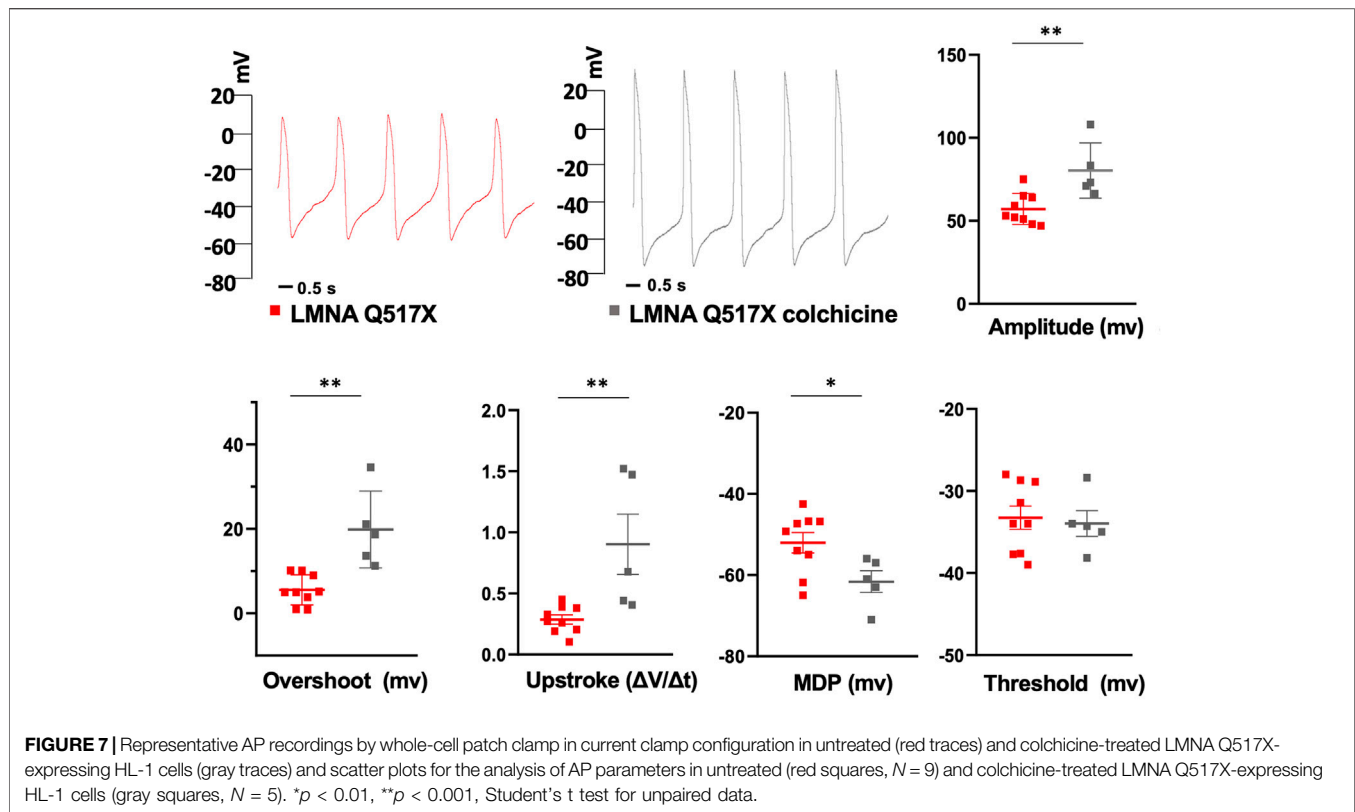 mV
20
0
-20
-40
-60
-80
0.5 s
LMNA Q517X
mV
20
0
-20
-40
-60
-80
0.5 s
LMNA Q517X colchicine
**
150
100
50
0
Amplitude (mv)
**
40
20
0
Overshoot (mv)
**
2.0
1.5
1.0
0.5
0.0
Upstroke (ΔV/Δt)
*
-20
-40
-60
-80
MDP (mv)
-20
-30
-40
-50
Threshold (mv)
FIGURE 7 | Representative AP recordings by whole-cell patch clamp in current clamp configuration in untreated (red traces) and colchicine-treated LMNA Q517X-
expressing HL-1 cells (gray traces) and scatter plots for the analysis of AP parameters in untreated (red squares, N = 9) and colchicine-treated LMNA Q517X-expressing
HL-1 cells (gray squares, N = 5). *p < 0.01, **p < 0.001, Student's t test for unpaired data.